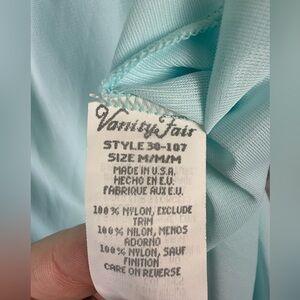 Vanity Fair
STYLE 30-107
SIZE M/M/M
MADE IN U.S.A.
HECHO EN E.U.
FABRIQUE AUX E.U.
100% NYLON, EXCLUDE
TRIM
100% NILON, MENOS
ADORNO
100% NYLON, SAUF
FINITION
CARE ON REVERSE